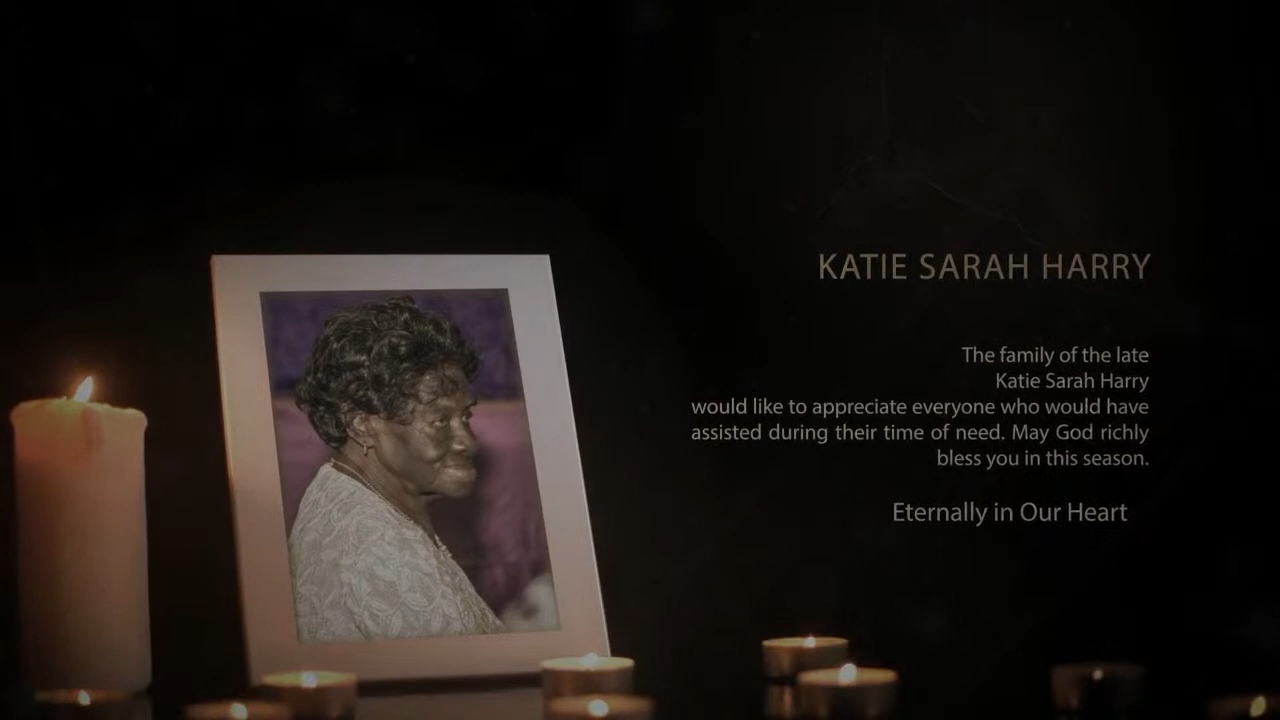 KATIE SARAH HARRY
The family of the late
Katie Sarah Harry
would like to appreciate everyone who would have
assisted during their time of need. May God richly
bless you in this season.
Eternally in Our Heart